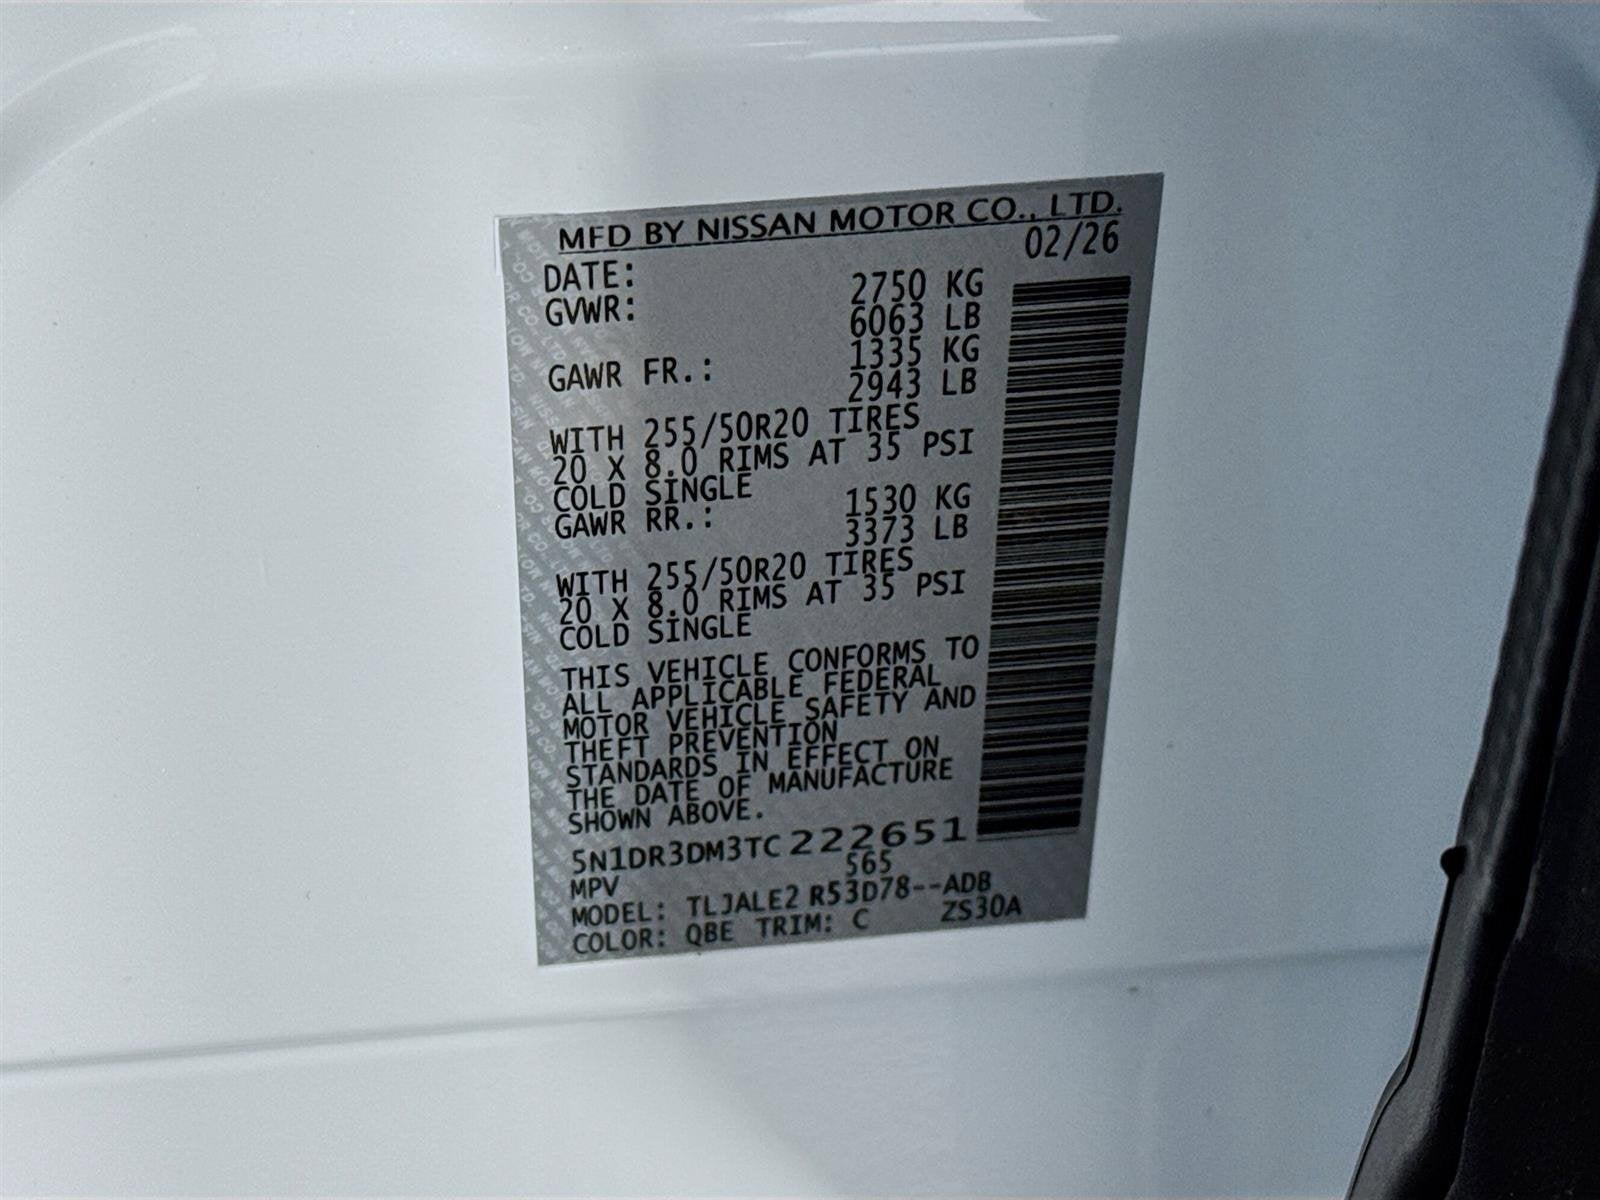 MFD BY NISSAN MOTOR CO., LTD.
DATE: 02/26
GVWR: 2750 KG
6063 LB
GAWR FR.: 1335 KG
2943 LB
WITH 255/50R20 TIRES
20 X 8.0 RIMS AT 35 PSI
COLD SINGLE
GAWR RR.: 1530 KG
3373 LB
WITH 255/50R20 TIRES
20 X 8.0 RIMS AT 35 PSI
COLD SINGLE
THIS VEHICLE CONFORMS TO
ALL APPLICABLE FEDERAL
MOTOR VEHICLE SAFETY AND
THEFT PREVENTION
STANDARDS IN EFFECT ON
THE DATE OF MANUFACTURE
SHOWN ABOVE.
5N1DR3DM3TC222651
MPV 565
MODEL: TLJALE2 R53D78--ADB
COLOR: QBE TRIM: C ZS30A